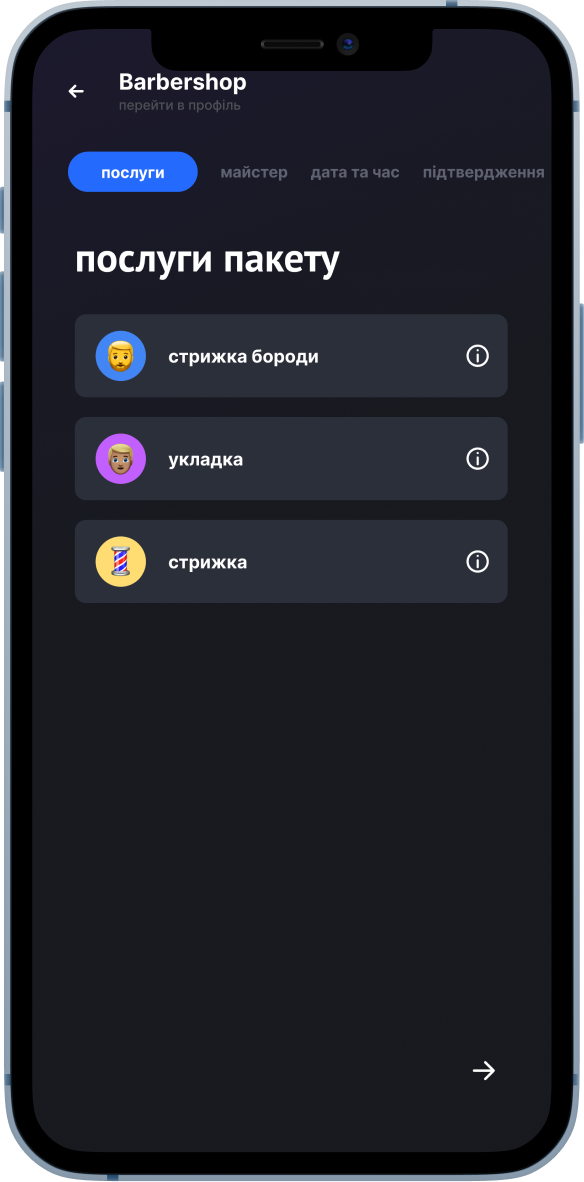 Barbershop
перейти в профіль
послуги майстер дата та час підтвердження
послуги пакету
стрижка бороди
укладка
стрижка